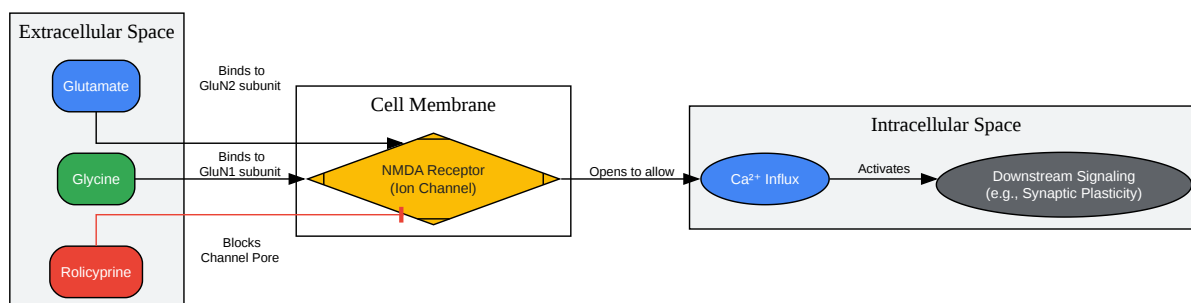 Extracellular Space
Glutamate
Glycine
Rolicyprine
Binds to
GluN2 subunit
Binds to
GluN1 subunit
Blocks
Channel Pore
Cell Membrane
NMDA Receptor
(Ion Channel)
Opens to allow
Intracellular Space
Ca²⁺ Influx
Activates
Downstream Signaling
(e.g., Synaptic Plasticity)